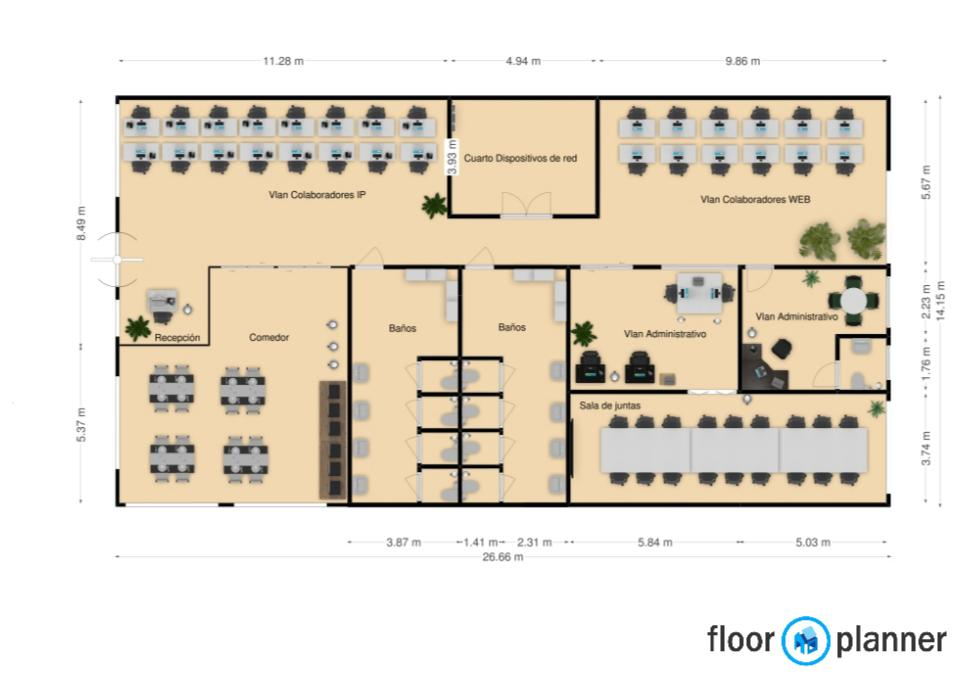 11.28 m
4.94 m
9.86 m
3.93 m
Cuarto Dispositivos de red
Vlan Colaboradores IP
Vlan Colaboradores WEB
8.49 m
5.67 m
14.15 m
2.23 m
Vlan Administrativo
Baños
Baños
Vlan Administrativo
Recepción
Comedor
1.76 m
Sala de juntas
5.37 m
3.74 m
3.87 m
1.41 m
2.31 m
5.84 m
5.03 m
26.66 m
floor planner